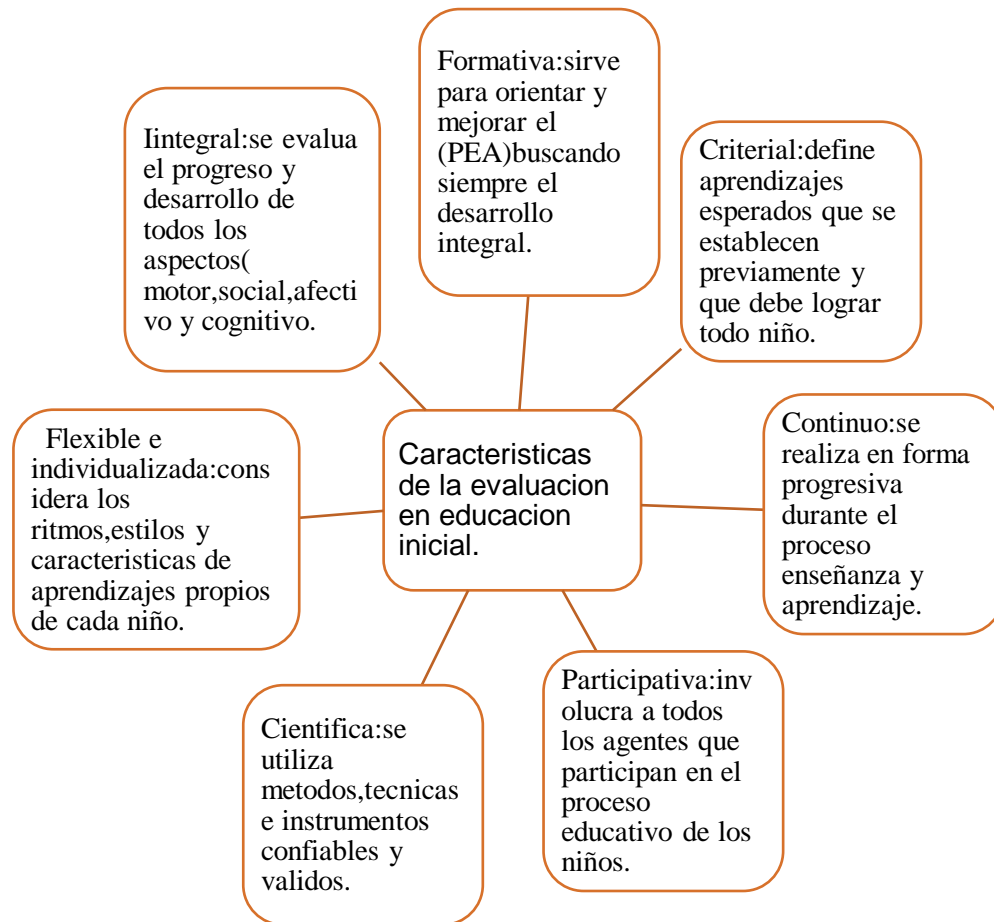 Formativa:sirve
para orientar y
mejorar el
(PEA)buscando
siempre el
desarrollo
integral.
Iintegral:se evalua
el progreso y
desarrollo de
todos los
aspectos(
motor,social,afecti
vo y cognitivo.
Criterial:define
aprendizajes
esperados que se
establecen
previamente y
que debe lograr
todo niño.
Flexible e
individualizada:cons
idera los
ritmos,estilos y
caracteristicas de
aprendizajes propios
de cada niño.
Caracteristicas
de la evaluacion
en educacion
inicial.
Continuo:se
realiza en forma
progresiva
durante el
proceso
enseñanza y
aprendizaje.
Cientifica:se
utiliza
metodos,tecnicas
e instrumentos
confiables y
validos.
Participativa:inv
olucra a todos
los agentes que
participan en el
proceso
educativo de los
niños.